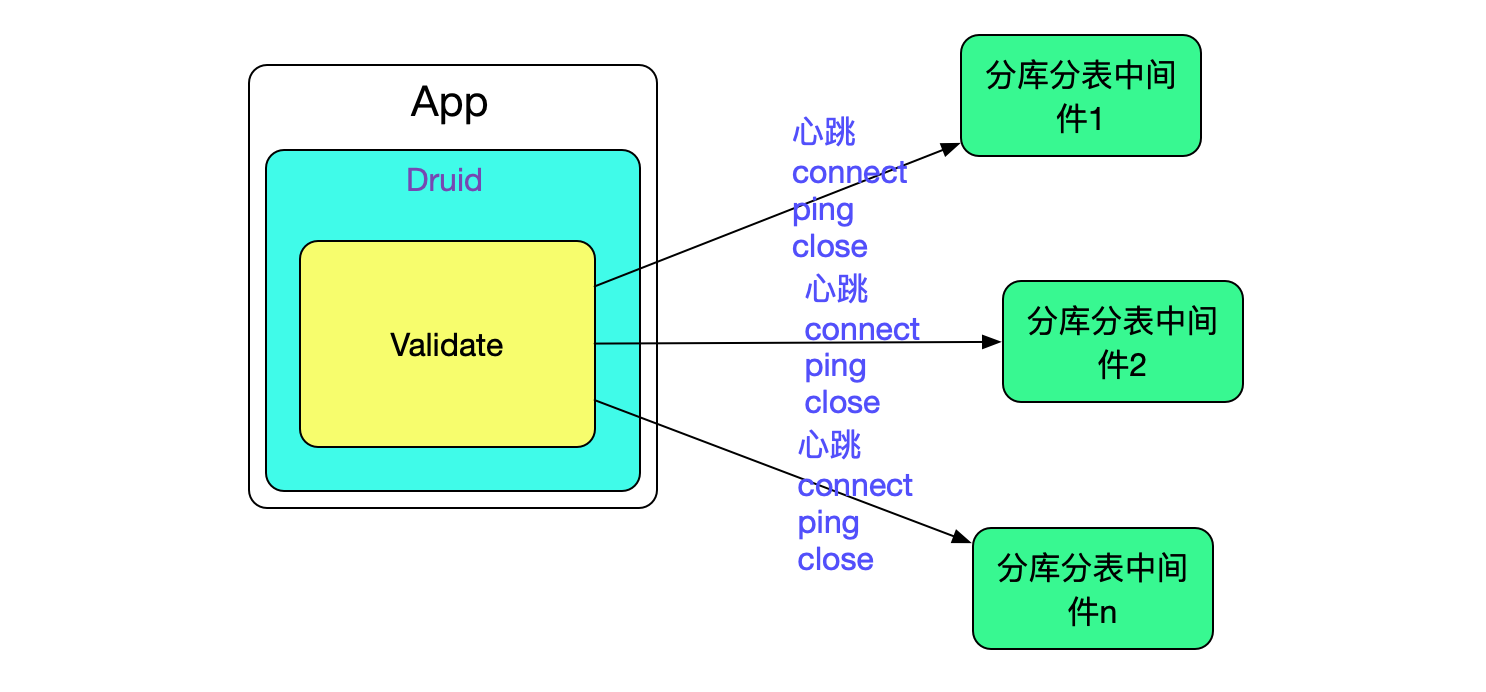 App
Druid
Validate
心跳
connect
ping
close
心跳
connect
ping
close
心跳
connect
ping
close
分库分表中间
件1
分库分表中间
件2
分库分表中间
件n